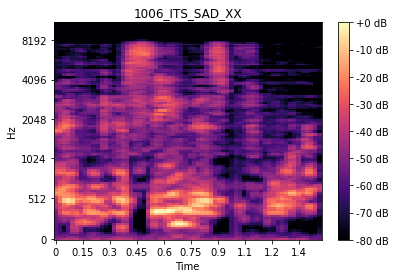 1006_ITS_SAD_XX
+0 dB
8192
-10 dB
4096
-20 dB
-30 dB
2048
-40 dB
Hz
1024
-50 dB
512
-60 dB
-70 dB
0
-80 dB
0 0.15 0.3 0.45 0.6 0.75 0.9 1.1 1.2 1.4
Time